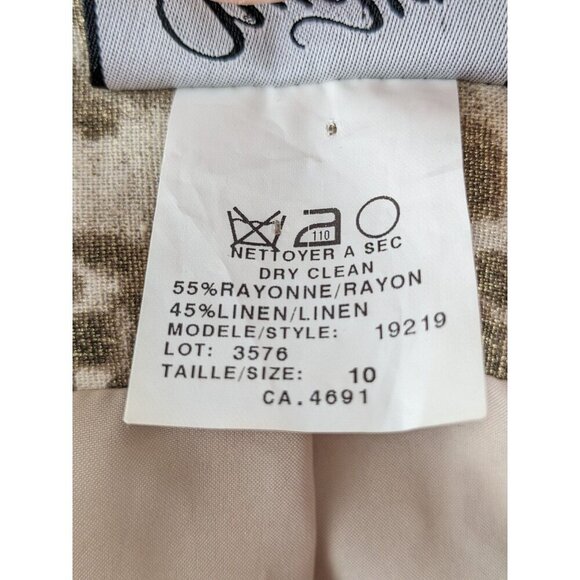 110
NETTOYER A SEC
DRY CLEAN
55%RAYONNE/RAYON
45%LINEN/LINEN
MODELE/STYLE: 19219
LOT: 3576
TAILLE/SIZE: 10
CA.4691